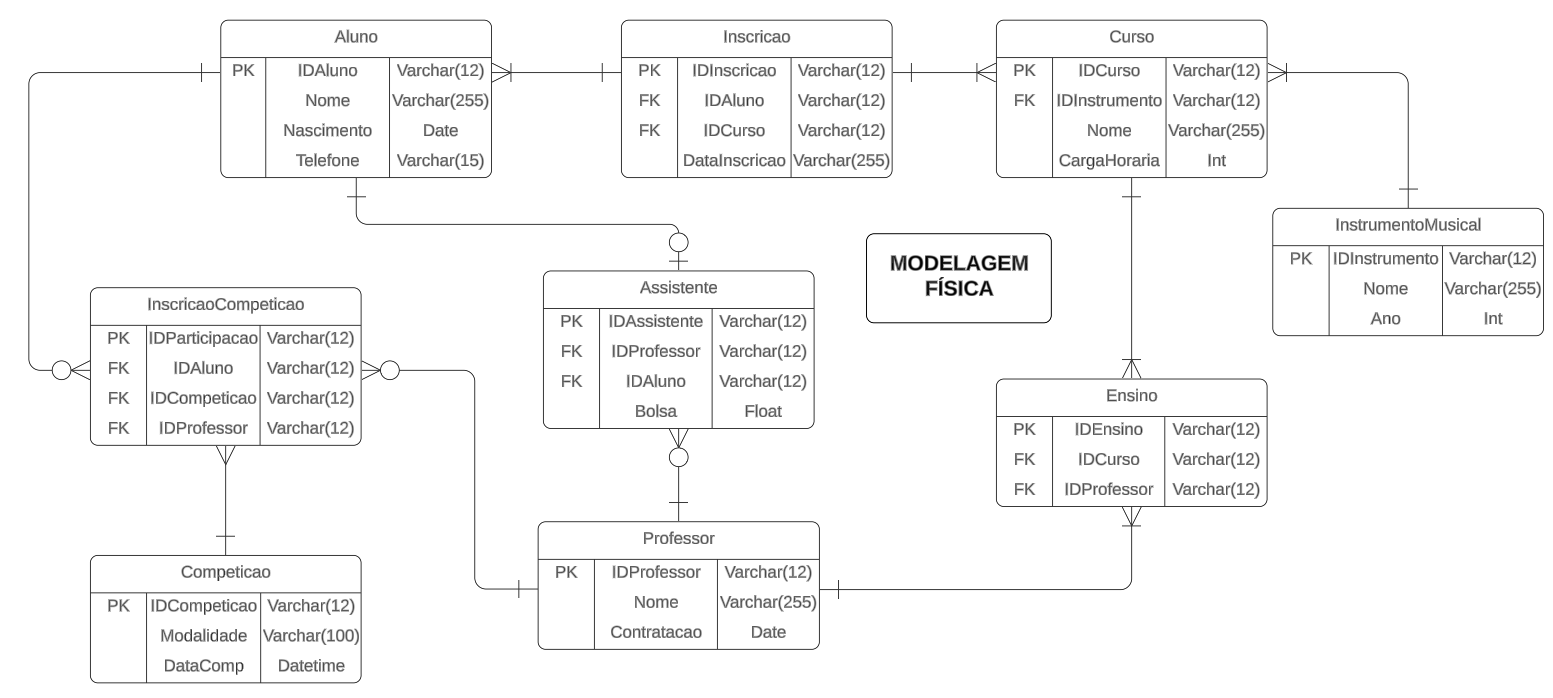 Aluno
PK IDAluno Varchar(12)
Nome Varchar(255)
Nascimento Date
Telefone Varchar(15)
Inscricao
PK IDInscricao Varchar(12)
FK IDAluno Varchar(12)
FK IDCurso Varchar(12)
DataInscricao Varchar(255)
Curso
PK IDCurso Varchar(12)
FK IDInstrumento Varchar(12)
Nome Varchar(255)
CargaHoraria Int
InstrumentoMusical
PK IDInstrumento Varchar(12)
Nome Varchar(255)
Ano Int
MODELAGEM
FÍSICA
InscricaoCompeticao
PK IDParticipacao Varchar(12)
FK IDAluno Varchar(12)
FK IDCompeticao Varchar(12)
FK IDProfessor Varchar(12)
Assistente
PK IDAssistente Varchar(12)
FK IDProfessor Varchar(12)
FK IDAluno Varchar(12)
Bolsa Float
Ensino
PK IDEnsino Varchar(12)
FK IDCurso Varchar(12)
FK IDProfessor Varchar(12)
Competicao
PK IDCompeticao Varchar(12)
Modalidade Varchar(100)
DataComp Datetime
Professor
PK IDProfessor Varchar(12)
Nome Varchar(255)
Contratacao Date